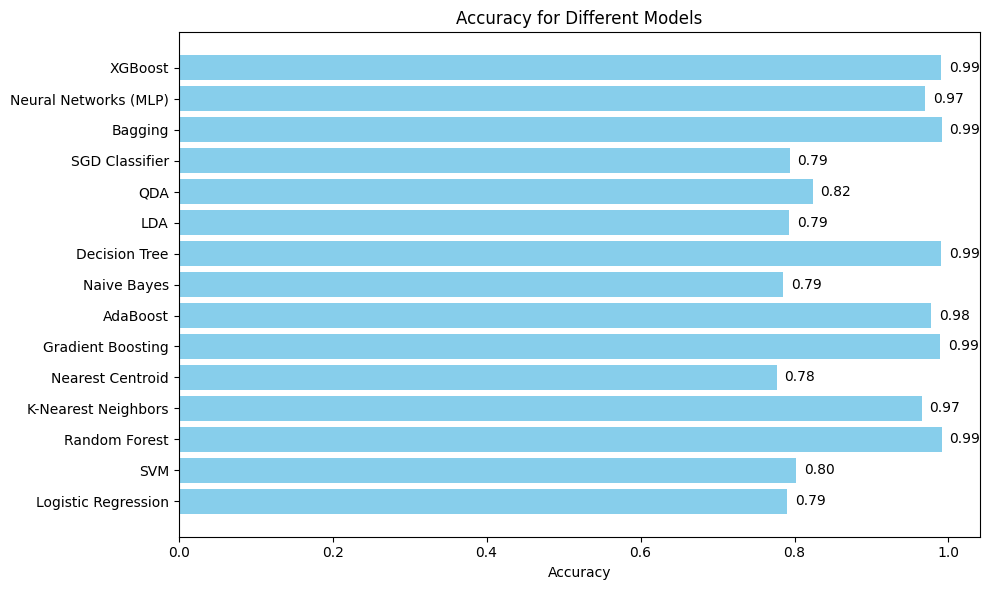 Accuracy for Different Models
XGBoost 0.99
Neural Networks (MLP) 0.97
Bagging 0.99
SGD Classifier 0.79
QDA 0.82
LDA 0.79
Decision Tree 0.99
Naive Bayes 0.79
AdaBoost 0.98
Gradient Boosting 0.99
Nearest Centroid 0.78
K-Nearest Neighbors 0.97
Random Forest 0.99
SVM 0.80
Logistic Regression 0.79
0.0 0.2 0.4 0.6 0.8 1.0
Accuracy